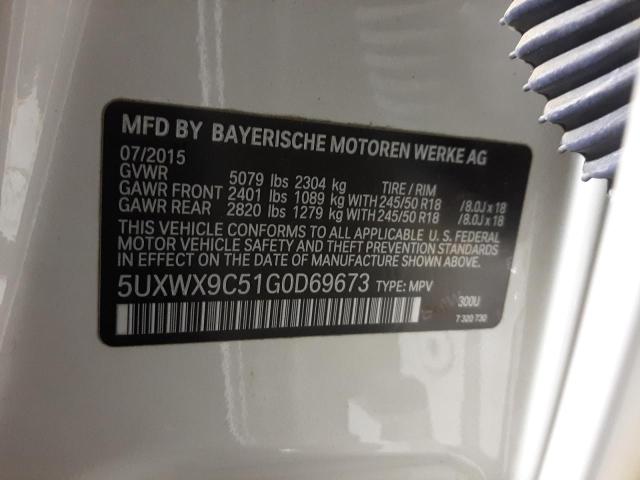 MFD BY BAYERISCHE MOTOREN WERKE AG
07/2015
GVWR 5079 lbs 2304 kg TIRE / RIM
GAWR FRONT 2401 lbs 1089 kg WITH 245/50 R18 /8.0J x 18
GAWR REAR 2820 lbs 1279 kg WITH 245/50 R18 /8.0J x 18
THIS VEHICLE CONFORMS TO ALL APPLICABLE U. S. FEDERAL
MOTOR VEHICLE SAFETY AND THEFT PREVENTION STANDARDS
IN EFFECT ON THE DATE OF MANUFACTURE SHOWN ABOVE.
5UXWX9C51G0D69673 TYPE: MPV
300U
7 320 730